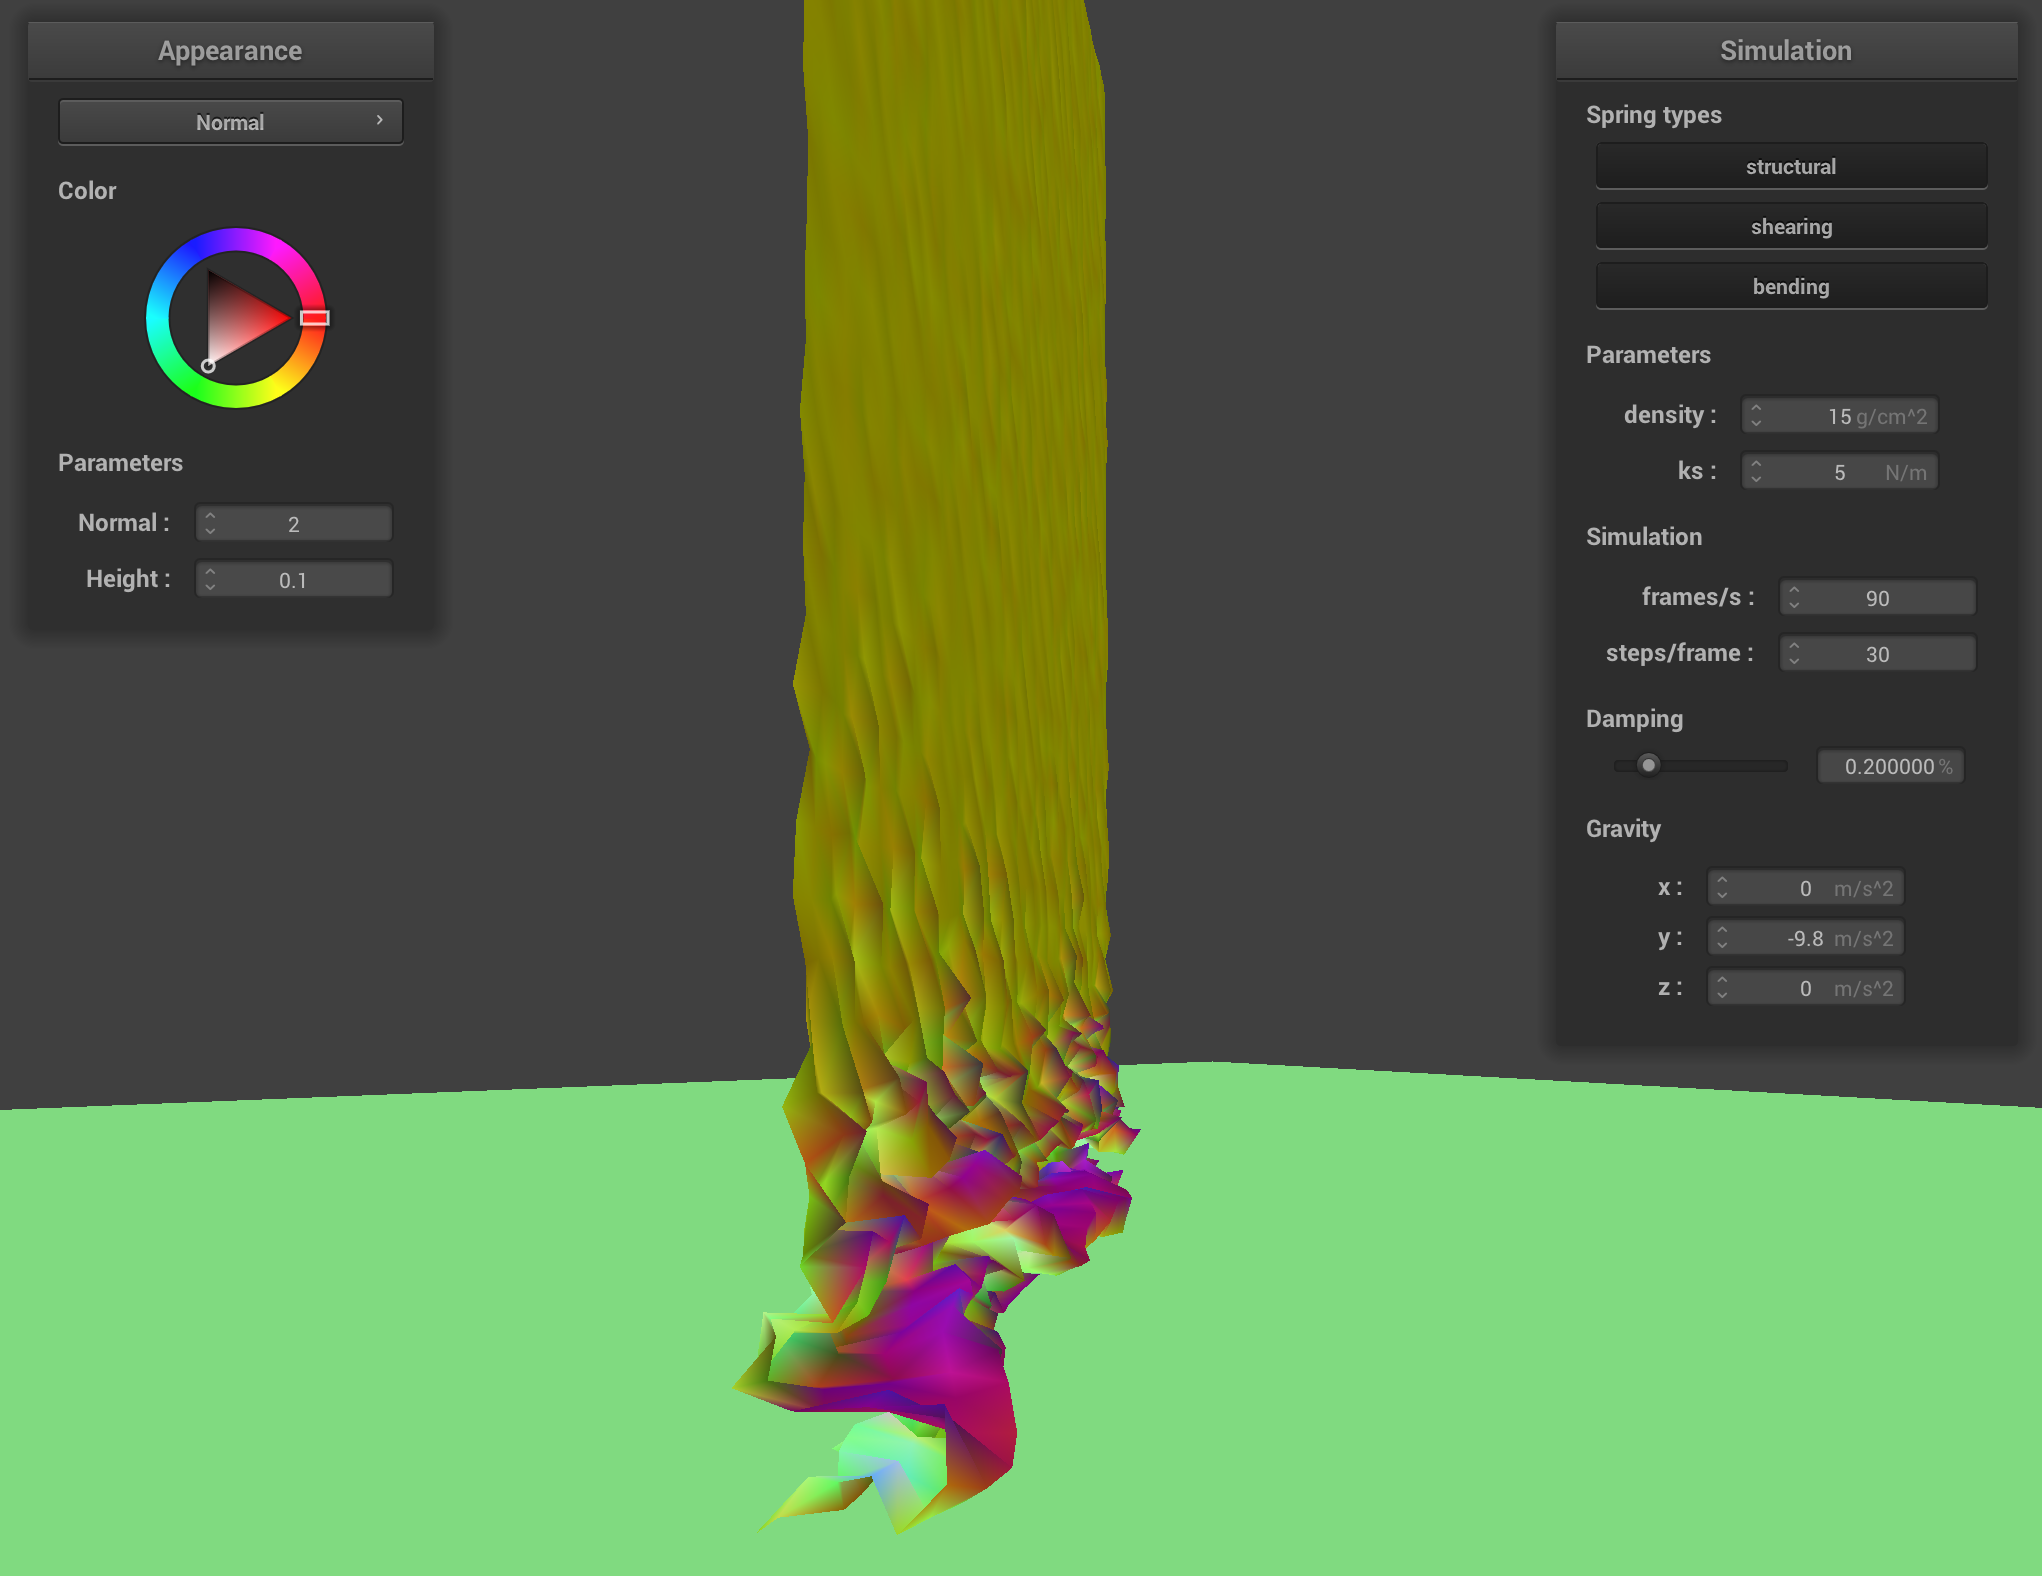 Appearance
Normal
Color
Parameters
Normal : 2
Height : 0.1
Simulation
Spring types
structural
shearing
bending
Parameters
density : 15 g/cm^2
ks : 5 N/m
Simulation
frames/s : 90
steps/frame : 30
Damping
0.200000 %
Gravity
x : 0 m/s^2
y : -9.8 m/s^2
z : 0 m/s^2